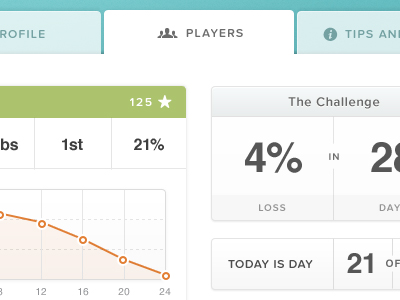 ROFILE
PLAYERS
TIPS AN
125
bs
1st
21%
8
12
16
20
24
The Challenge
4% IN 28
LOSS
DAY
TODAY IS DAY
21 OF